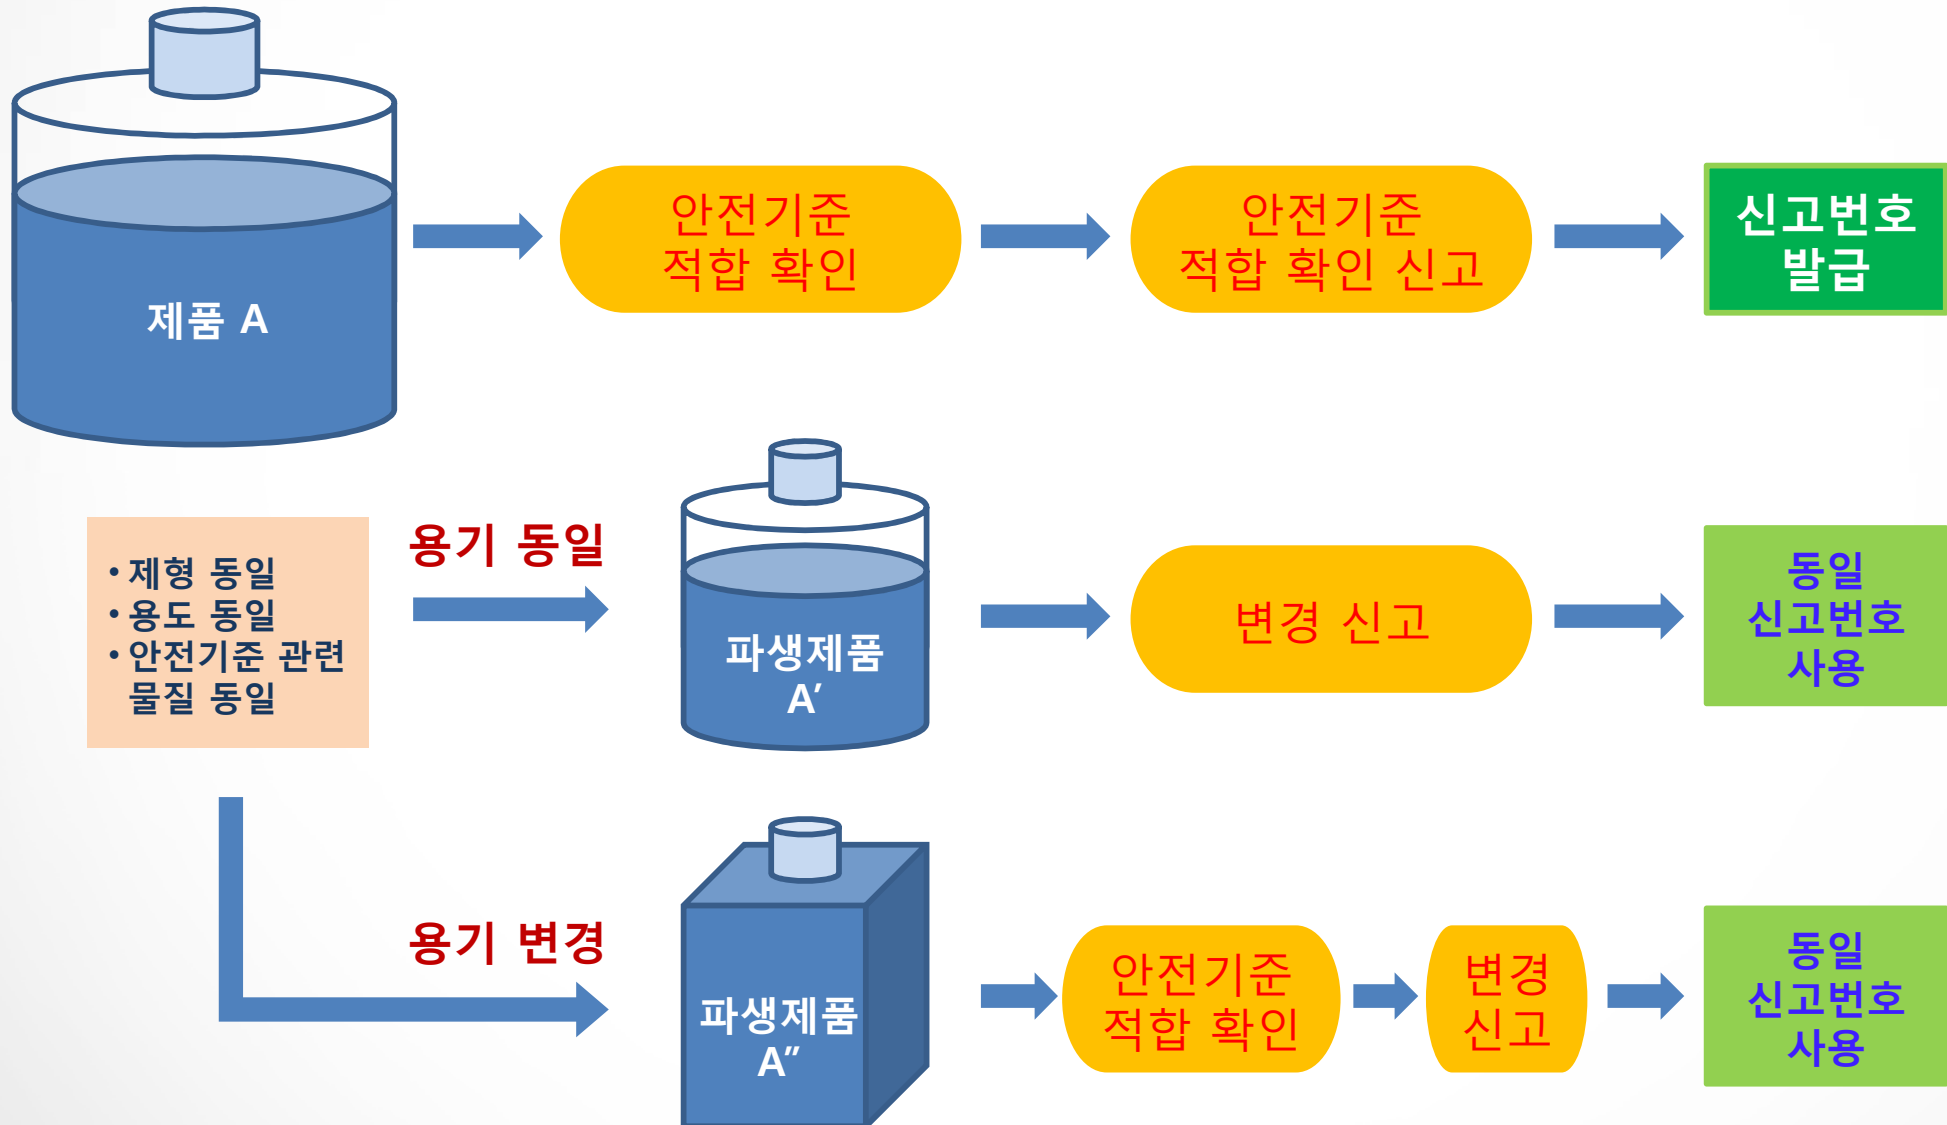 제품 A
안전기준
적합 확인
안전기준
적합 확인 신고
신고번호
발급
• 제형 동일
• 용도 동일
• 안전기준 관련
물질 동일
용기 동일
파생제품
A′
변경 신고
동일
신고번호
사용
용기 변경
파생제품
A″
안전기준
적합 확인
변경
신고
동일
신고번호
사용